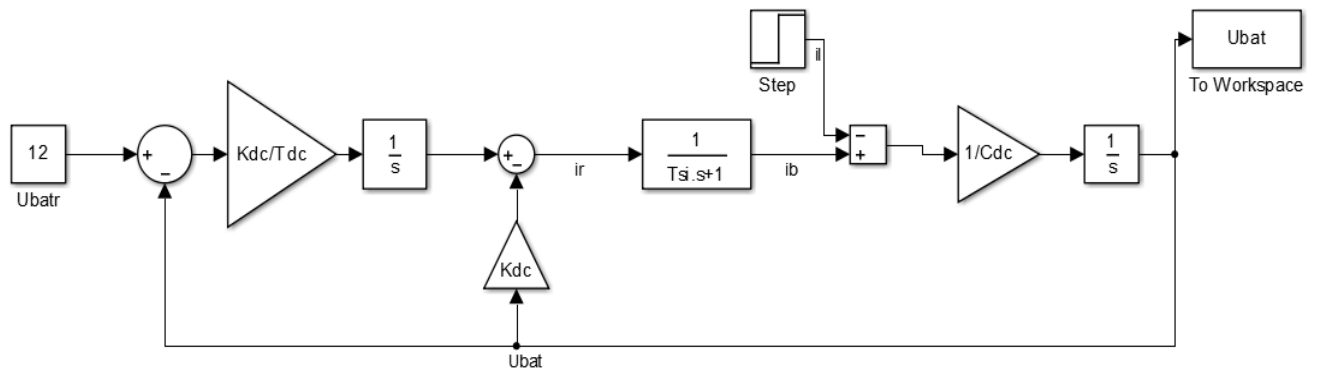 Ubat
To Workspace
Step
il
12
Ubatr
+
−
Kdc/Tdc
1
s
+
−
ir
1
Tsi.s+1
ib
−
+
1/Cdc
1
s
Kdc
Ubat